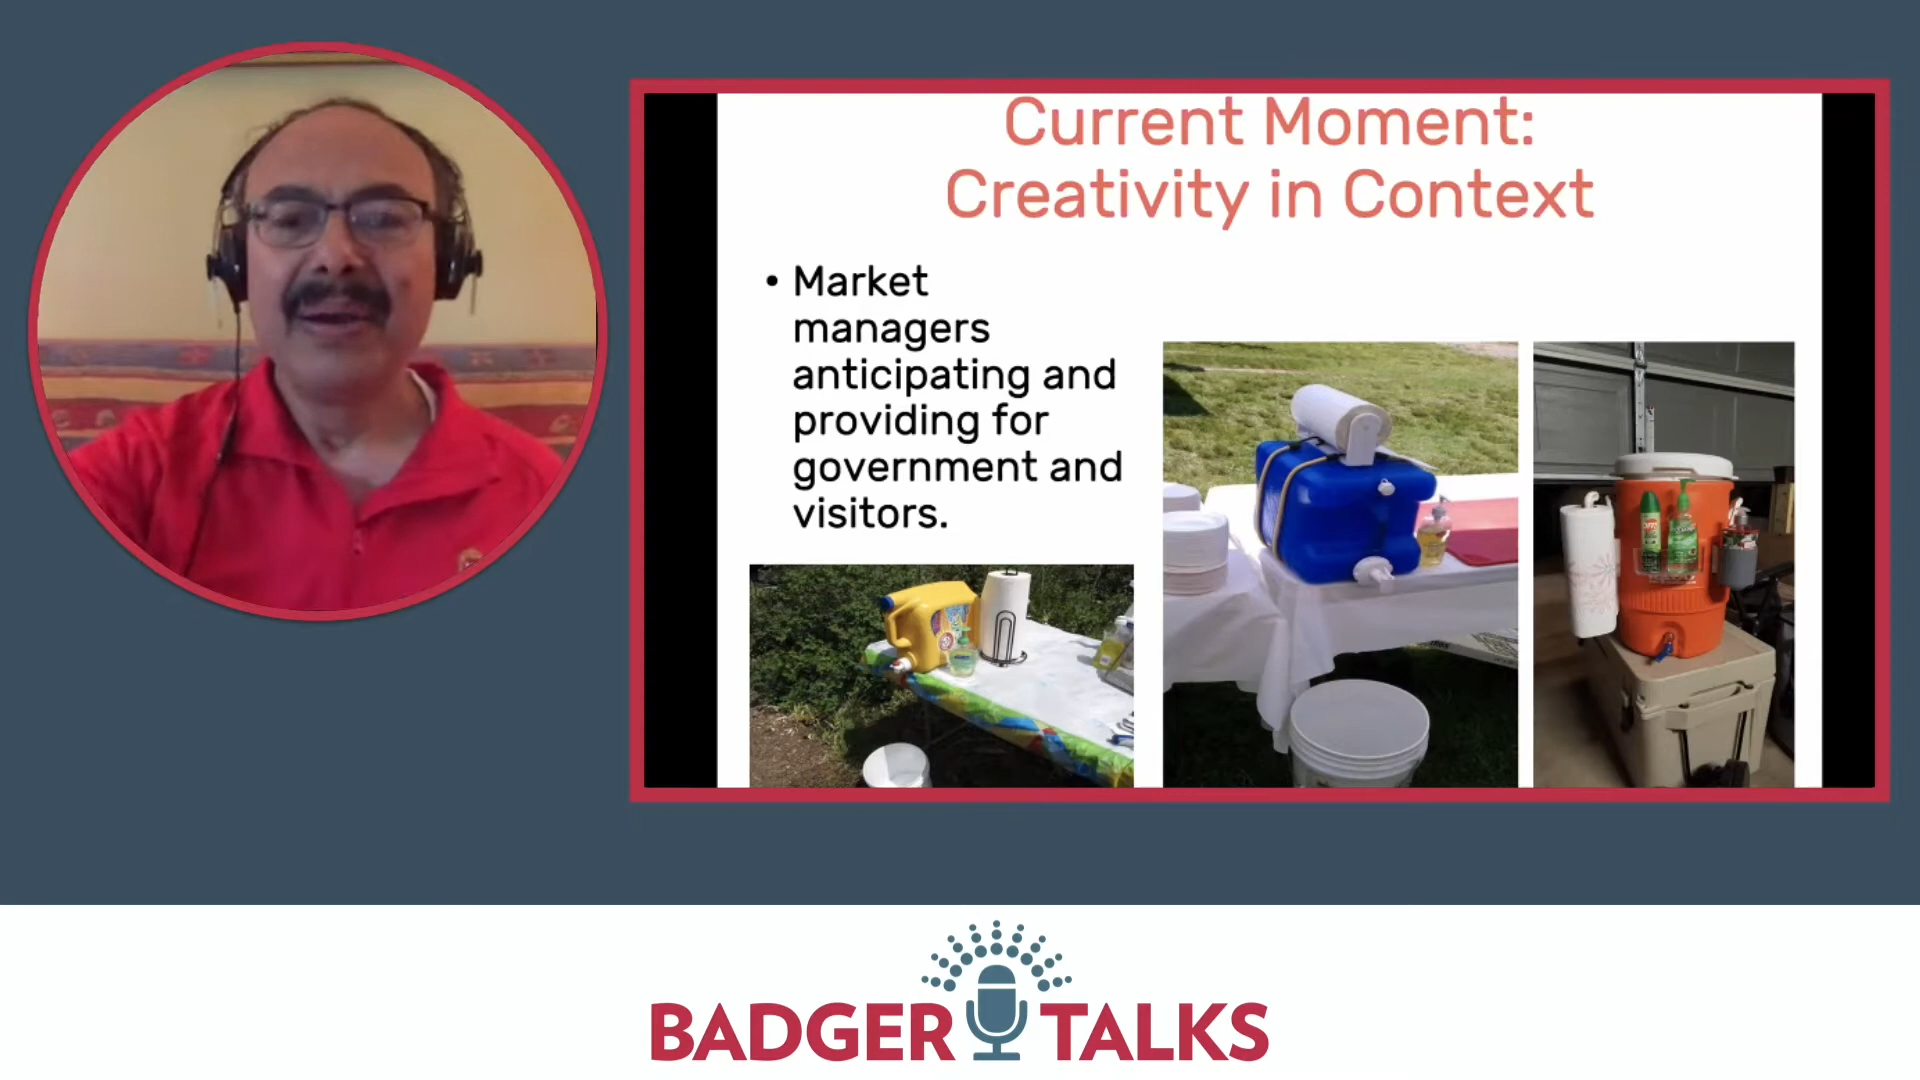 Current Moment:
Creativity in Context
• Market
managers
anticipating and
providing for
government and
visitors.
BADGER TALKS